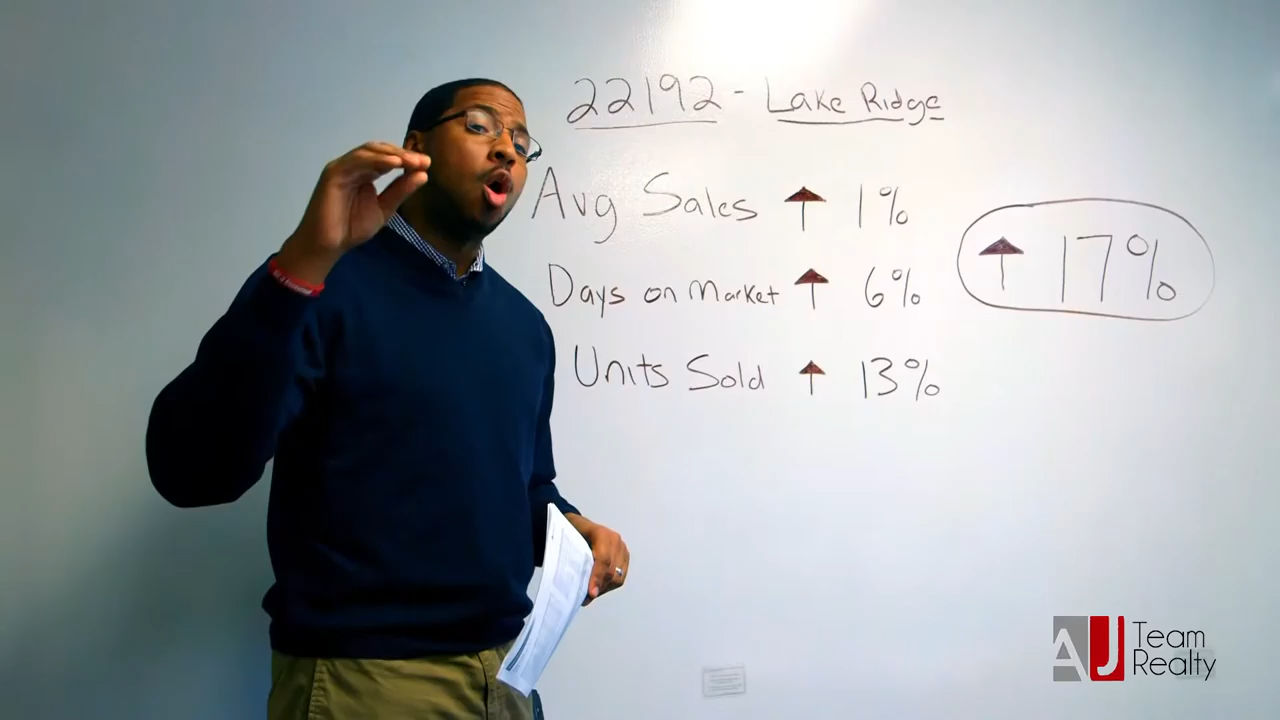 22192 - Lake Ridge
Avg Sales ↑ 1%
Days on Market ↑ 6%
↑ 17%
Units Sold ↑ 13%
AJ Team
Realty